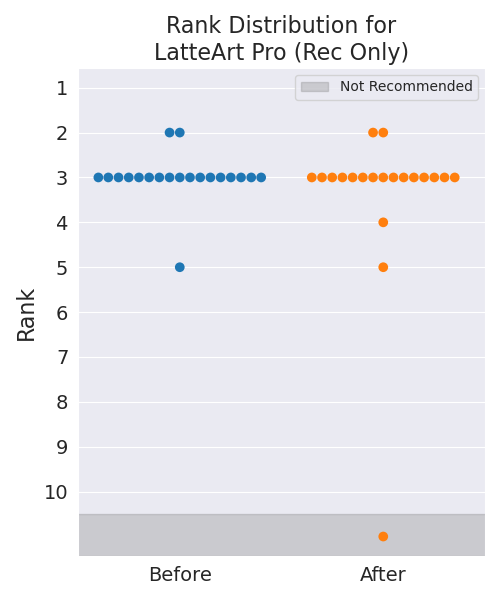 Rank Distribution for
LatteArt Pro (Rec Only)
Not Recommended
Rank
1
2
3
4
5
6
7
8
9
10
Before
After